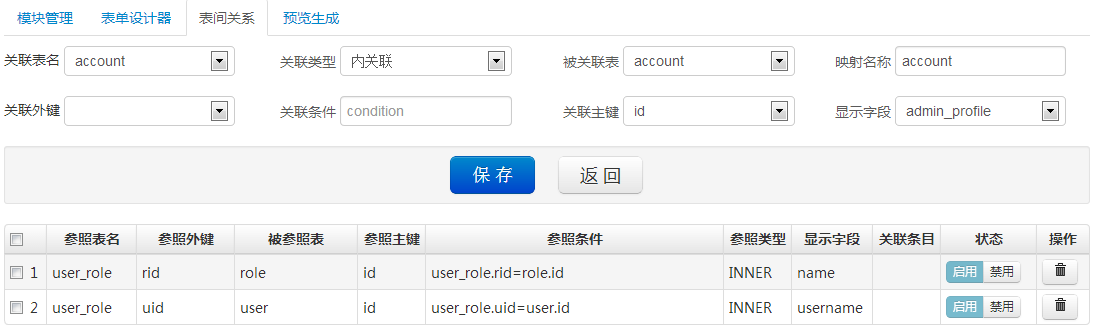 模块管理 表单设计器 表间关系 预览生成
关联表名 account 关联类型 内关联 被关联表 account 映射名称 account
关联外键 关联条件 condition 关联主键 id 显示字段 admin_profile
保 存 返 回
参照表名 参照外键 被参照表 参照主键 参照条件 参照类型 显示字段 关联条目 状态 操作
1 user_role rid role id user_role.rid=role.id INNER name 启用 禁用
2 user_role uid user id user_role.uid=user.id INNER username 启用 禁用